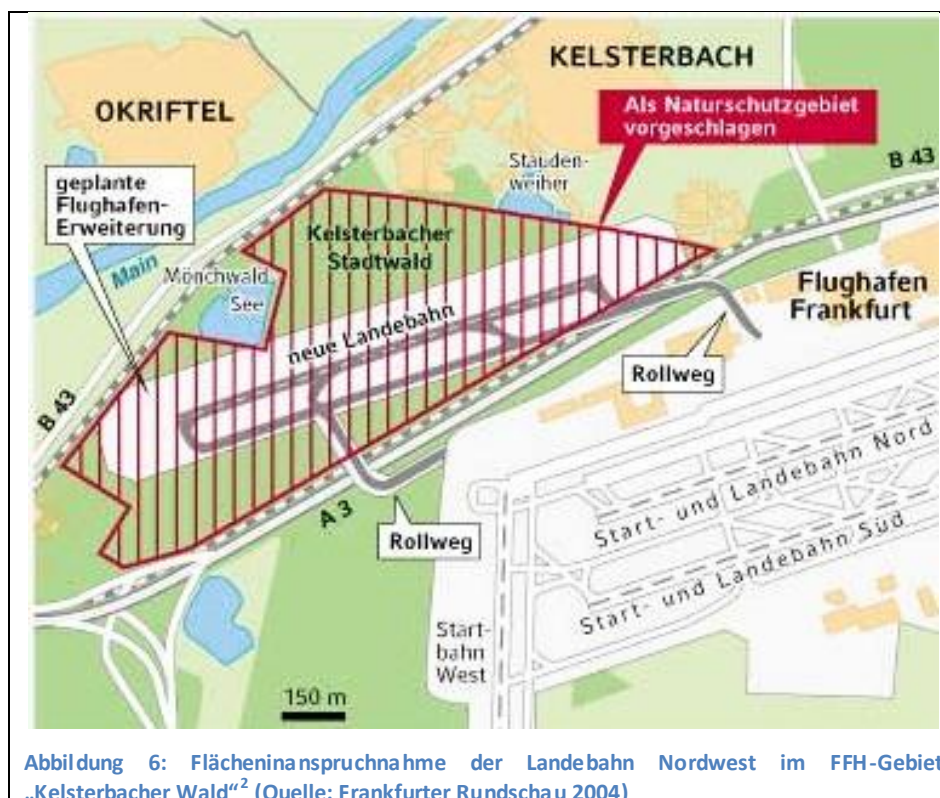 OKRIFTEL
KELSTERBACH
Als Naturschutzgebiet
vorgeschlagen
B 43
geplante
Flughafen-
Erweiterung
Stauden-
weiher
Kelsterbacher
Stadtwald
Main
Mönchwald
See
neue Landebahn
Flughafen
Frankfurt
Rollweg
B 43
A 3
Rollweg
Start- und Landebahn Nord
Start- und Landebahn Süd
Start-
bahn
West
150 m
Abbildung 6: Flächeninanspruchnahme der Landebahn Nordwest im FFH-Gebiet
„Kelsterbacher Wald“² (Quelle: Frankfurter Rundschau 2004)